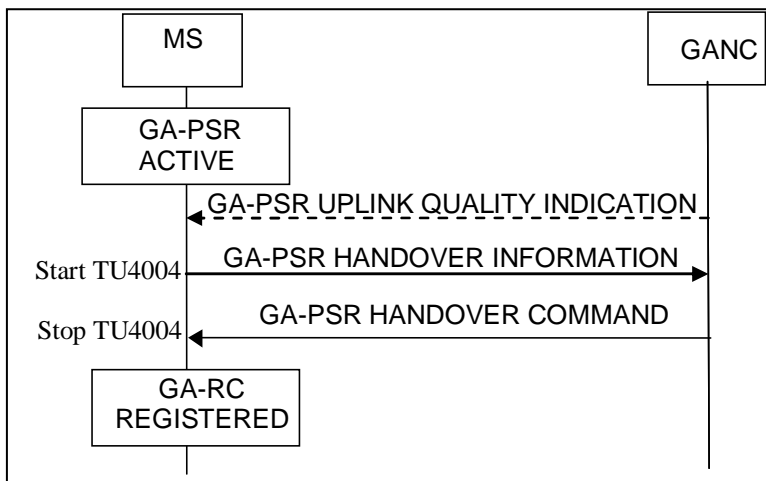 MS
GANC
GA-PSR
ACTIVE
GA-PSR UPLINK QUALITY INDICATION
Start TU4004
GA-PSR HANDOVER INFORMATION
Stop TU4004
GA-PSR HANDOVER COMMAND
GA-RC
REGISTERED